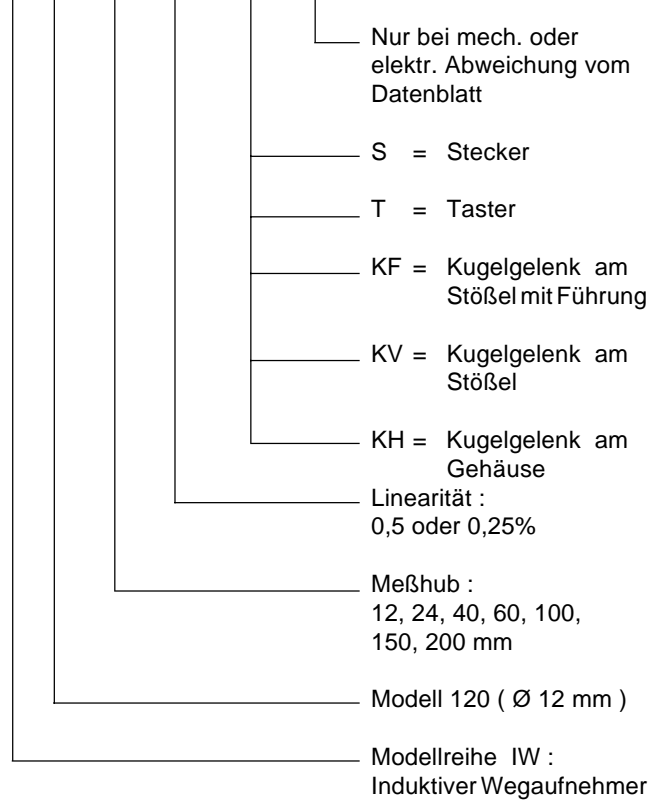 Nur bei mech. oder
elektr. Abweichung vom
Datenblatt
S = Stecker
T = Taster
KF = Kugelgelenk am
Stößel mit Führung
KV = Kugelgelenk am
Stößel
KH = Kugelgelenk am
Gehäuse
Linearität :
0,5 oder 0,25%
Meßhub :
12, 24, 40, 60, 100,
150, 200 mm
Modell 120 ( Ø 12 mm )
Modellreihe IW :
Induktiver Wegaufnehmer